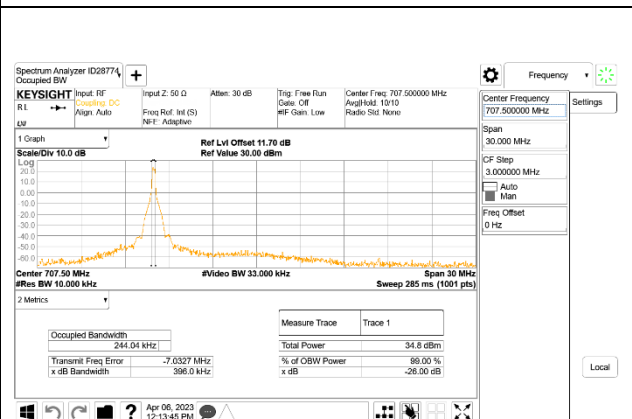 Spectrum Analyzer ID28774
Occupied BW
+
Frequency
KEYSIGHT Input: RF Input Z: 50 Ω Atten: 30 dB Trig: Free Run Center Freq: 707.500000 MHz
RL Coupling: DC Gate: Off Avg|Hold: 10/10
Align: Auto Freq Ref: Int (S) #IF Gain: Low Radio Std: None
NFE: Adaptive
Center Frequency
707.500000 MHz
Settings
Span
30.000 MHz
CF Step
3.000000 MHz
Auto
Man
Freq Offset
0 Hz
Local
1 Graph
Ref Lvl Offset 11.70 dB
Scale/Div 10.0 dB Ref Value 30.00 dBm
Log
20.0
10.0
0.00
-10.0
-20.0
-30.0
-40.0
-50.0
-60.0
Center 707.50 MHz #Video BW 33.000 kHz Span 30 MHz
#Res BW 10.000 kHz Sweep 285 ms (1001 pts)
2 Metrics
Measure Trace Trace 1
Occupied Bandwidth
244.04 kHz Total Power 34.8 dBm
Transmit Freq Error -7.0327 MHz % of OBW Power 99.00 %
x dB Bandwidth 396.0 kHz x dB -26.00 dB
? Apr 06, 2023
12:13:45 PM